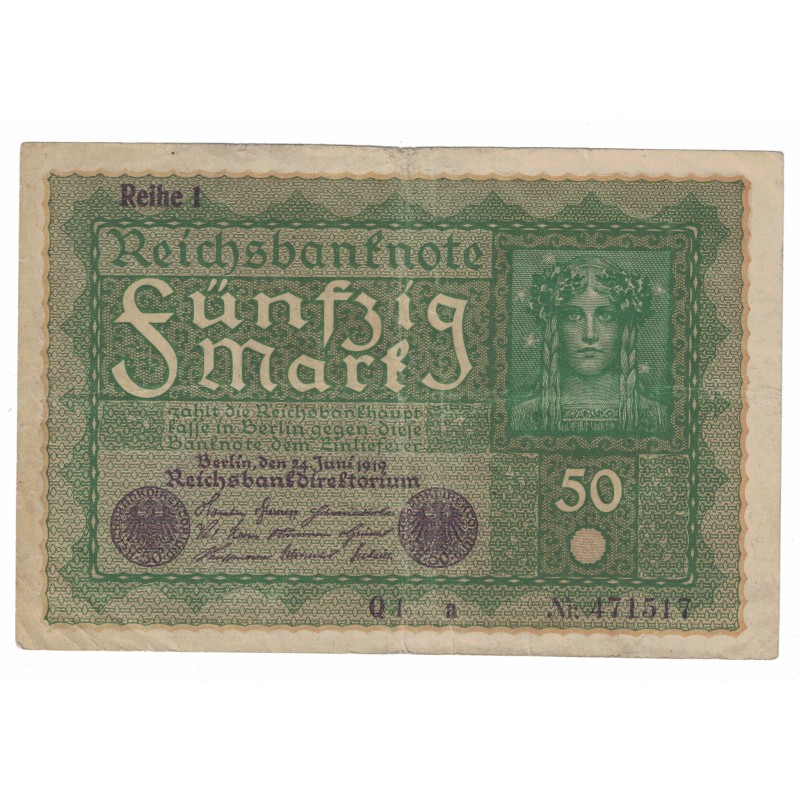 Reihe 1
Reichsbanknote
Fünfzig
Mark
zahlt die Reichsbankhaupt
kasse in Berlin gegen diese
Banknote dem Einlieferer
Berlin, den 24. Juni 1919
Reichsbankdirektorium
50
Q1 a Nr. 471517